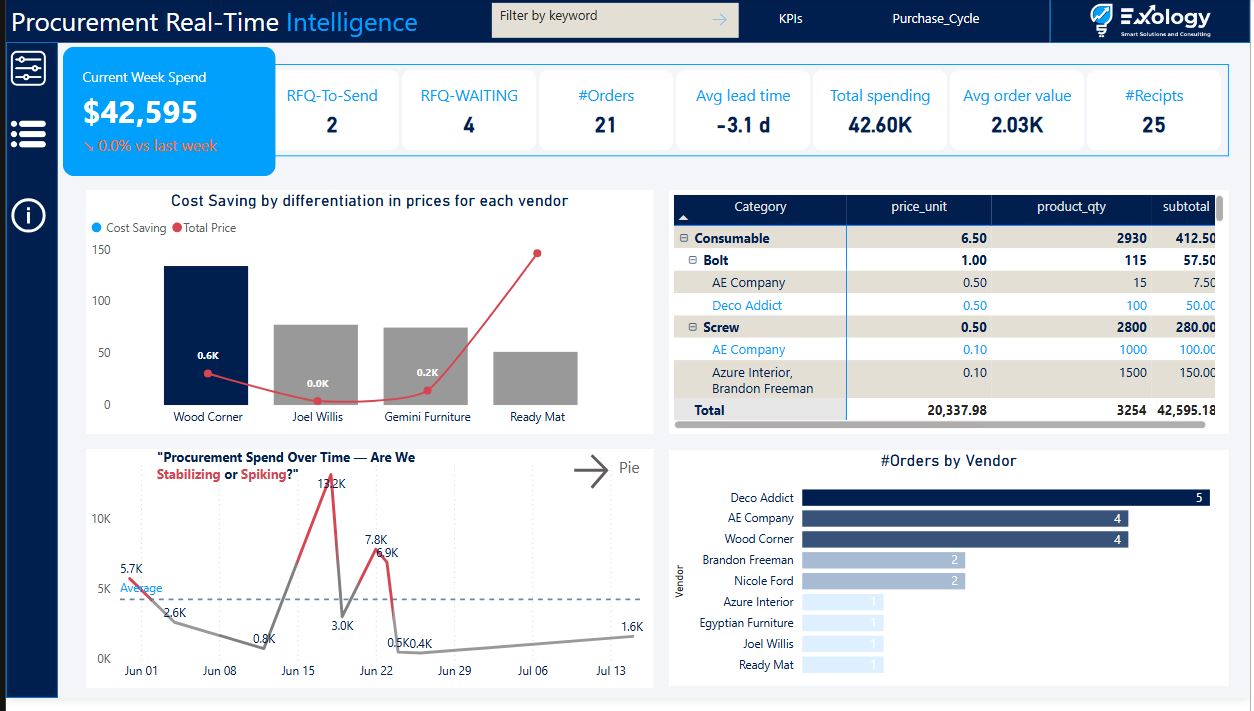 Procurement Real-Time Intelligence
Filter by keyword
KPIs
Purchase_Cycle
Exology
Smart Solutions and Consulting
Current Week Spend
$42,595
↘ 0.0% vs last week
RFQ-To-Send
2
RFQ-WAITING
4
#Orders
21
Avg lead time
-3.1 d
Total spending
42.60K
Avg order value
2.03K
#Recipts
25
Cost Saving by differentiation in prices for each vendor
Cost Saving Total Price
150
100
50
0
0.6K
0.0K
0.2K
Wood Corner Joel Willis Gemini Furniture Ready Mat
Category price_unit product_qty subtotal
Consumable 6.50 2930 412.50
Bolt 1.00 115 57.50
AE Company 0.50 15 7.50
Deco Addict 0.50 100 50.00
Screw 0.50 2800 280.00
AE Company 0.10 1000 100.00
Azure Interior, 0.10 1500 150.00
Brandon Freeman
Total 20,337.98 3254 42,595.18
"Procurement Spend Over Time — Are We
Stabilizing or Spiking?"
Pie
10K
5K
0K
5.7K
Average
2.6K
0.8K
13.2K
3.0K
7.8K
6.9K
0.5K
0.4K
1.6K
Jun 01 Jun 08 Jun 15 Jun 22 Jun 29 Jul 06 Jul 13
#Orders by Vendor
Vendor
Deco Addict 5
AE Company 4
Wood Corner 4
Brandon Freeman 2
Nicole Ford 2
Azure Interior 1
Egyptian Furniture 1
Joel Willis 1
Ready Mat 1